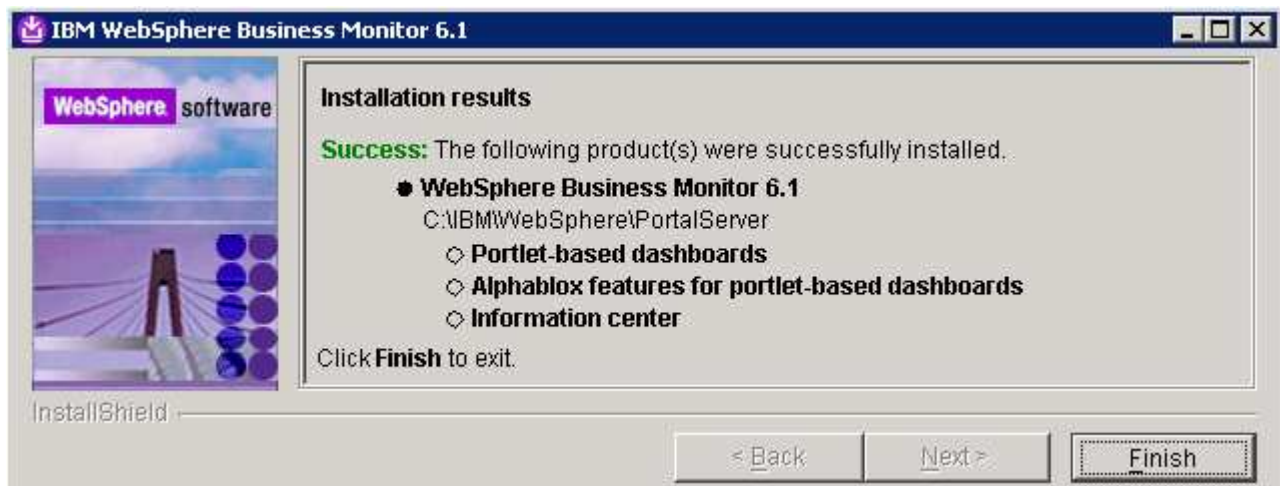 IBM WebSphere Business Monitor 6.1
WebSphere software
Installation results
Success: The following product(s) were successfully installed.
WebSphere Business Monitor 6.1
C:\IBM\WebSphere\PortalServer
Portlet-based dashboards
Alphablox features for portlet-based dashboards
Information center
Click Finish to exit.
InstallShield
< Back
Next >
Finish